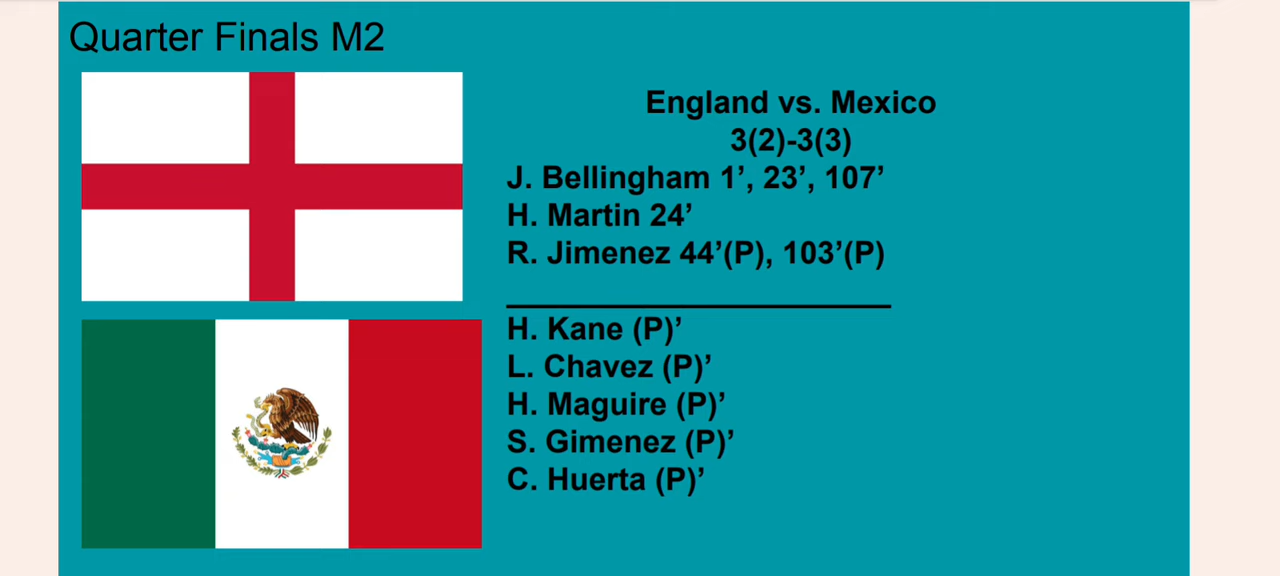 Quarter Finals M2
England vs. Mexico
3(2)-3(3)
J. Bellingham 1’, 23’, 107’
H. Martin 24’
R. Jimenez 44’(P), 103’(P)
H. Kane (P)’
L. Chavez (P)’
H. Maguire (P)’
S. Gimenez (P)’
C. Huerta (P)’